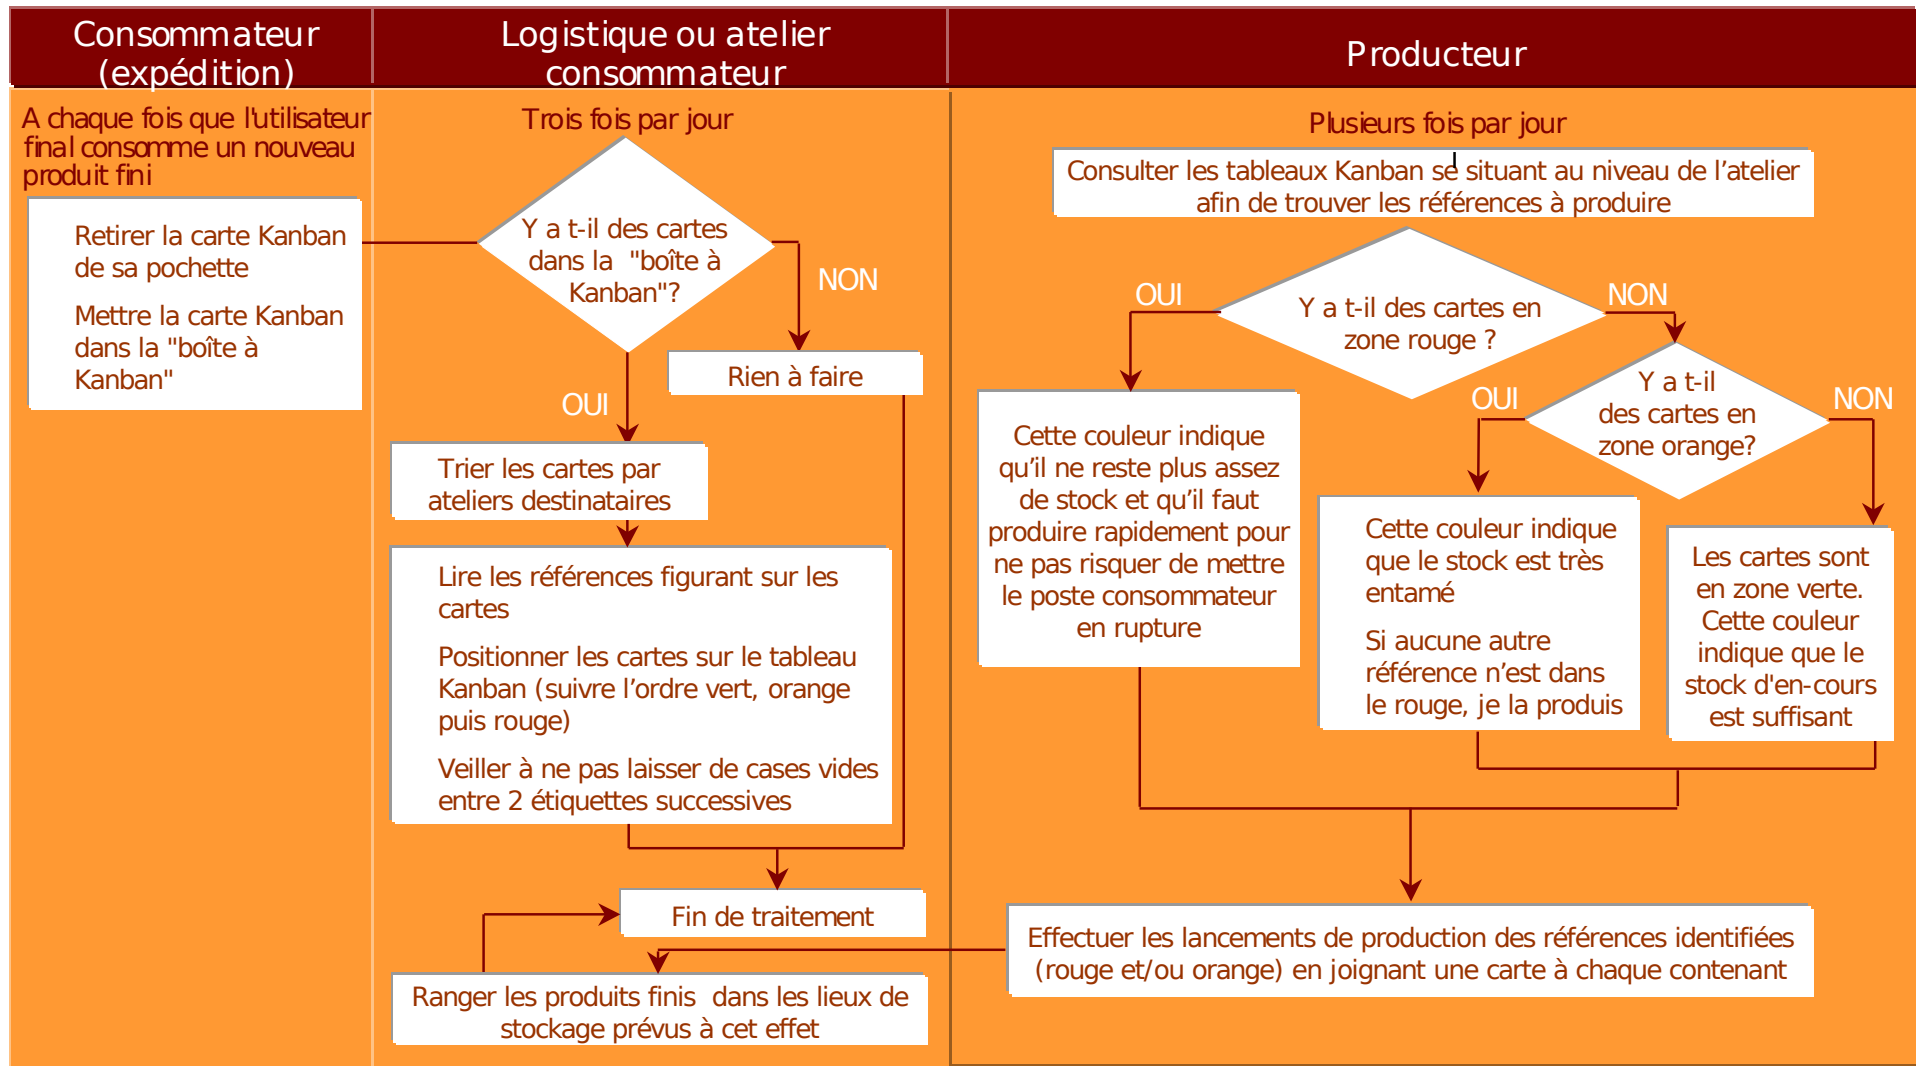 Consommateur
(expédition)
Logistique ou atelier
consommateur
Producteur
A chaque fois que l'utilisateur
final consomme un nouveau
produit fini
Retirer la carte Kanban
de sa pochette
Mettre la carte Kanban
dans la "boîte à
Kanban"
Trois fois par jour
Y a t-il des cartes
dans la "boîte à
Kanban"?
NON
Rien à faire
OUI
Trier les cartes par
ateliers destinataires
Lire les références figurant sur les
cartes
Positionner les cartes sur le tableau
Kanban (suivre l’ordre vert, orange
puis rouge)
Veiller à ne pas laisser de cases vides
entre 2 étiquettes successives
Fin de traitement
Ranger les produits finis dans les lieux de
stockage prévus à cet effet
Plusieurs fois par jour
Consulter les tableaux Kanban se situant au niveau de l’atelier
afin de trouver les références à produire
OUI
Y a t-il des cartes en
zone rouge ?
NON
Cette couleur indique
qu’il ne reste plus assez
de stock et qu’il faut
produire rapidement pour
ne pas risquer de mettre
le poste consommateur
en rupture
OUI
Y a t-il
des cartes en
zone orange?
NON
Cette couleur indique
que le stock est très
entamé
Si aucune autre
référence n’est dans
le rouge, je la produis
Les cartes sont
en zone verte.
Cette couleur
indique que le
stock d'en-cours
est suffisant
Effectuer les lancements de production des références identifiées
(rouge et/ou orange) en joignant une carte à chaque contenant